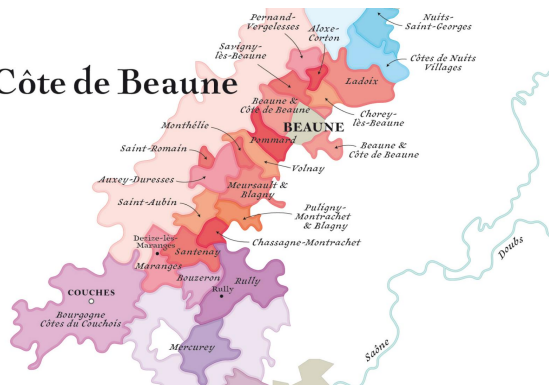 Pernand-
Vergelesses
Aloxe-
Corton
Nuits-
Saint-Georges
Savigny-
lès-Beaune
Côtes de Nuits
Villages
Côte de Beaune
Ladoix
Beaune &
Côte de Beaune
Chorey-
lès-Beaune
Monthélie
BEAUNE
Pommard
Saint-Romain
Beaune &
Côte de Beaune
Volnay
Auxey-Duresses
Meursault &
Blagny
Saint-Aubin
Puligny-
Montrachet
& Blagny
Dezize-lès-
Maranges
Chassagne-Montrachet
Santenay
Maranges
Bouzeron
Rully
Rully
COUCHES
Bourgogne
Côtes du Couchois
Mercurey
Doubs
Saône